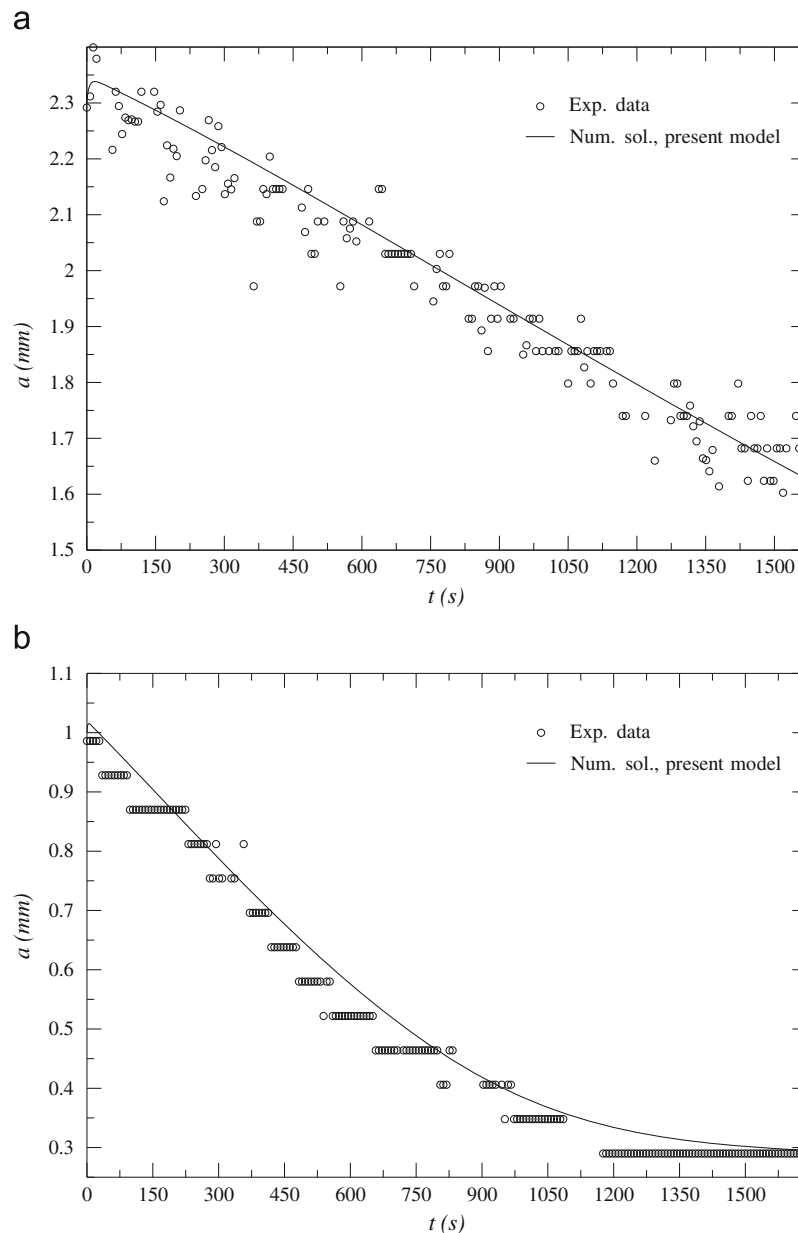 a
2.3
2.2
2.1
2
1.9
1.8
1.7
1.6
1.5
a (mm)
Exp. data
Num. sol., present model
0 150 300 450 600 750 900 1050 1200 1350 1500
t (s)
b
1.1
1
0.9
0.8
0.7
0.6
0.5
0.4
0.3
a (mm)
Exp. data
Num. sol., present model
0 150 300 450 600 750 900 1050 1200 1350 1500
t (s)